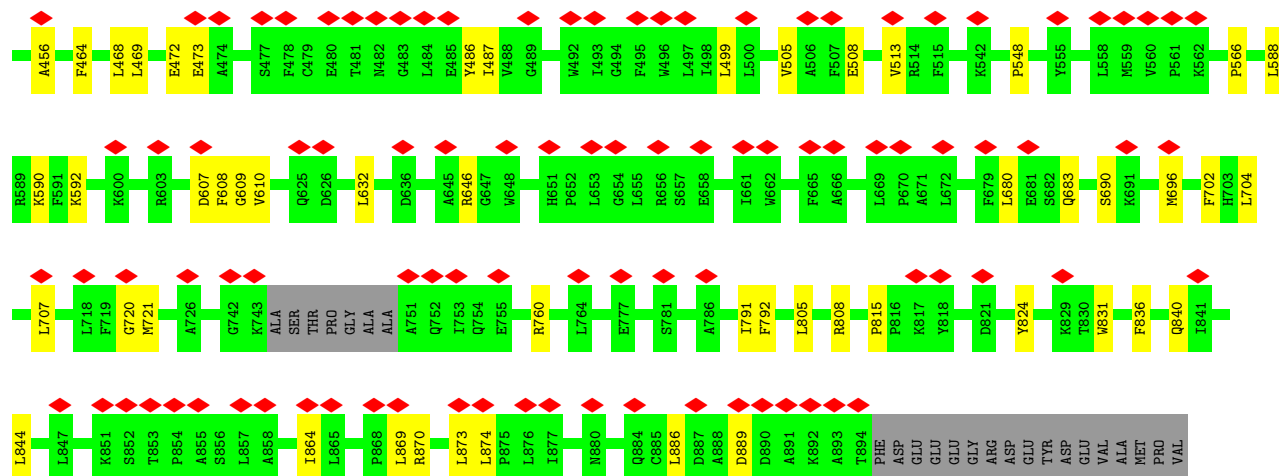 A456 F464 L468 L469 E472 E473 A474 S477 F478 C479 E480 T481 N482 G483 L484 E485 Y486 I487 V488 G489 W492 I493 G494 F495 W496 L497 I498 L499 L500 V505 A506 F507 E508 V513 R514 F515 K542 P548 Y555 L558 M559 V560 P561 K562 P566 L588
R589 K590 F591 K592 K600 R603 D607 F608 G609 V610 Q625 D626 L632 D636 A645 R646 G647 W648 H651 P652 L653 G654 L655 R656 S657 E658 I661 W662 F665 A666 L669 P670 A671 L672 F679 L680 E681 S682 Q683 S690 K691 M696 F702 H703 L704
L707 L718 F719 G720 M721 A726 G742 K743 ALA SER THR PRO GLY ALA ALA A751 Q752 I753 Q754 E755 R760 L764 E777 S781 A786 I791 F792 L805 R808 P815 P816 K817 Y818 D821 Y824 K829 T830 W831 F836 Q840 I841
L844 L847 K851 S852 T853 P854 A855 S856 L857 A858 I864 L865 P868 L869 R870 L873 L874 P875 L876 I877 N880 Q884 C885 L886 D887 A888 D889 D890 A891 K892 A893 T894 PHE ASP GLU GLU GLU GLY ARG ASP GLU TYR ASP GLU VAL ALA MET PRO VAL